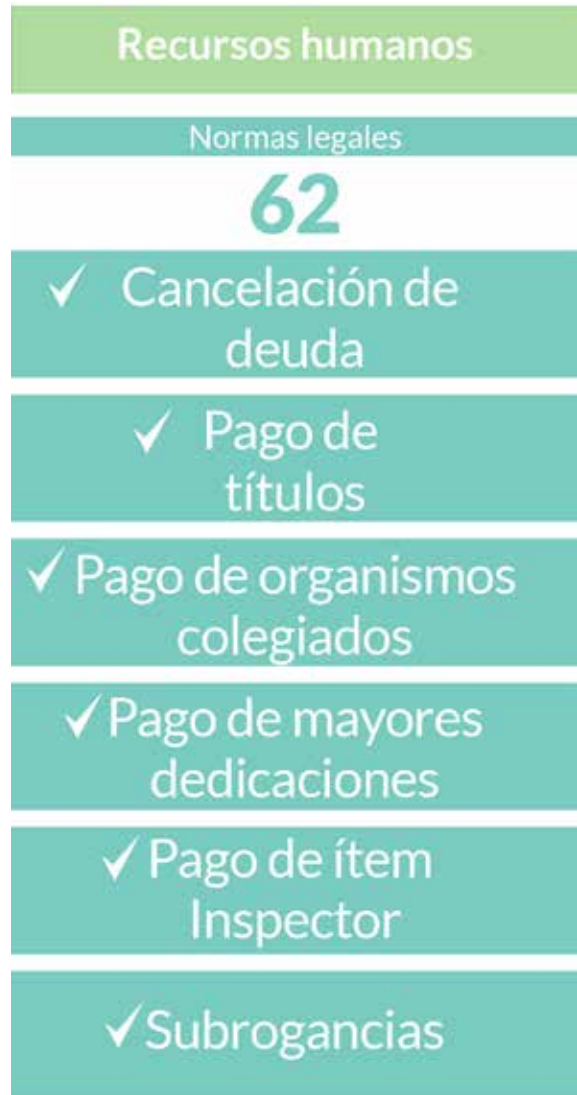 Recursos humanos
Normas legales
62
✓ Cancelación de
deuda
✓ Pago de
títulos
✓ Pago de organismos
colegiados
✓ Pago de mayores
dedicaciones
✓ Pago de ítem
Inspector
✓ Subrogancias